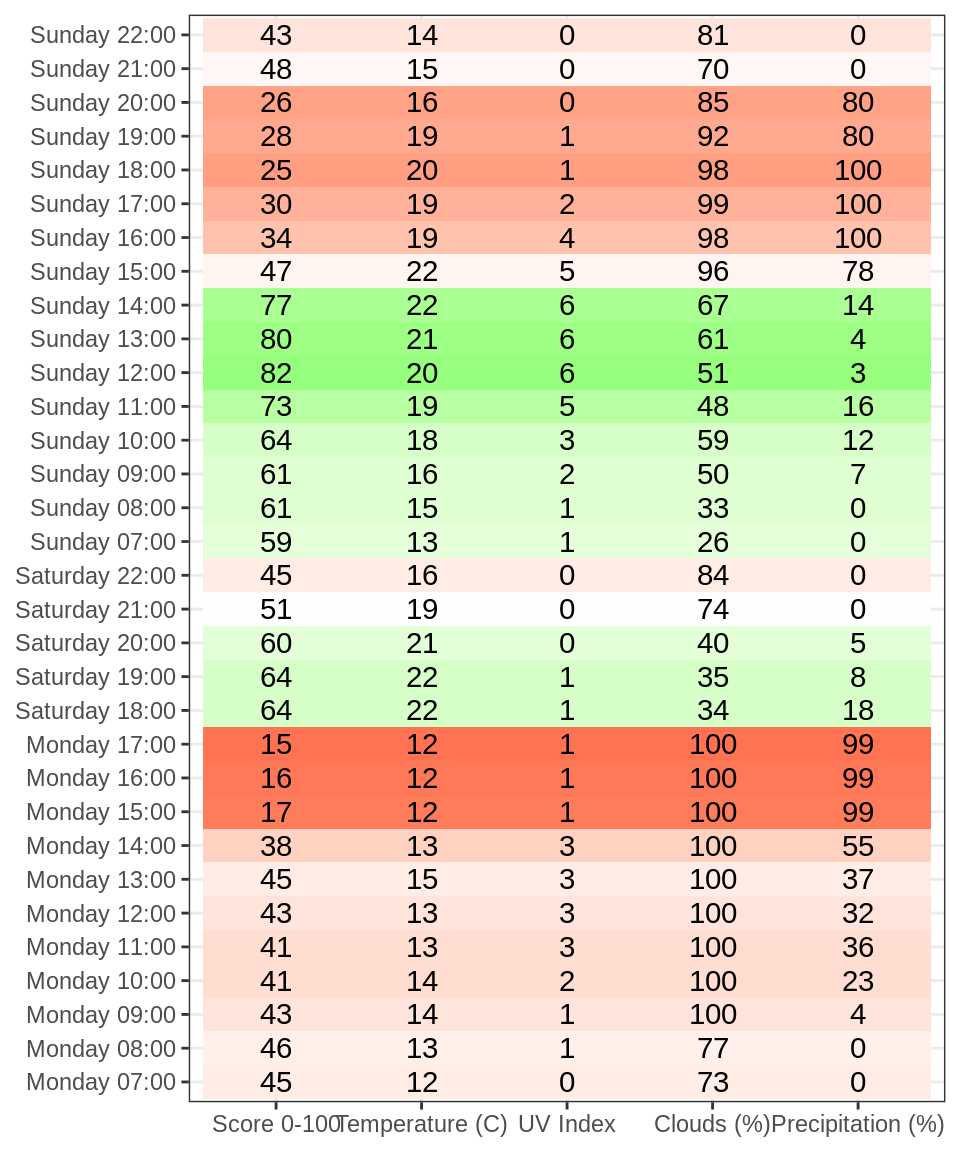 Sunday 22:00 43 14 0 81 0
Sunday 21:00 48 15 0 70 0
Sunday 20:00 26 16 0 85 80
Sunday 19:00 28 19 1 92 80
Sunday 18:00 25 20 1 98 100
Sunday 17:00 30 19 2 99 100
Sunday 16:00 34 19 4 98 100
Sunday 15:00 47 22 5 96 78
Sunday 14:00 77 22 6 67 14
Sunday 13:00 80 21 6 61 4
Sunday 12:00 82 20 6 51 3
Sunday 11:00 73 19 5 48 16
Sunday 10:00 64 18 3 59 12
Sunday 09:00 61 16 2 50 7
Sunday 08:00 61 15 1 33 0
Sunday 07:00 59 13 1 26 0
Saturday 22:00 45 16 0 84 0
Saturday 21:00 51 19 0 74 0
Saturday 20:00 60 21 0 40 5
Saturday 19:00 64 22 1 35 8
Saturday 18:00 64 22 1 34 18
Monday 17:00 15 12 1 100 99
Monday 16:00 16 12 1 100 99
Monday 15:00 17 12 1 100 99
Monday 14:00 38 13 3 100 55
Monday 13:00 45 15 3 100 37
Monday 12:00 43 13 3 100 32
Monday 11:00 41 13 3 100 36
Monday 10:00 41 14 2 100 23
Monday 09:00 43 14 1 100 4
Monday 08:00 46 13 1 77 0
Monday 07:00 45 12 0 73 0
Score 0-100 Temperature (C) UV Index Clouds (%) Precipitation (%)